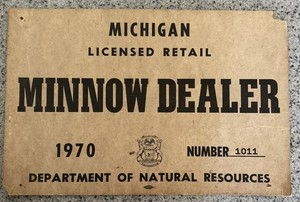 MICHIGAN
LICENSED RETAIL
MINNOW DEALER
1970 NUMBER 1011
DEPARTMENT OF NATURAL RESOURCES